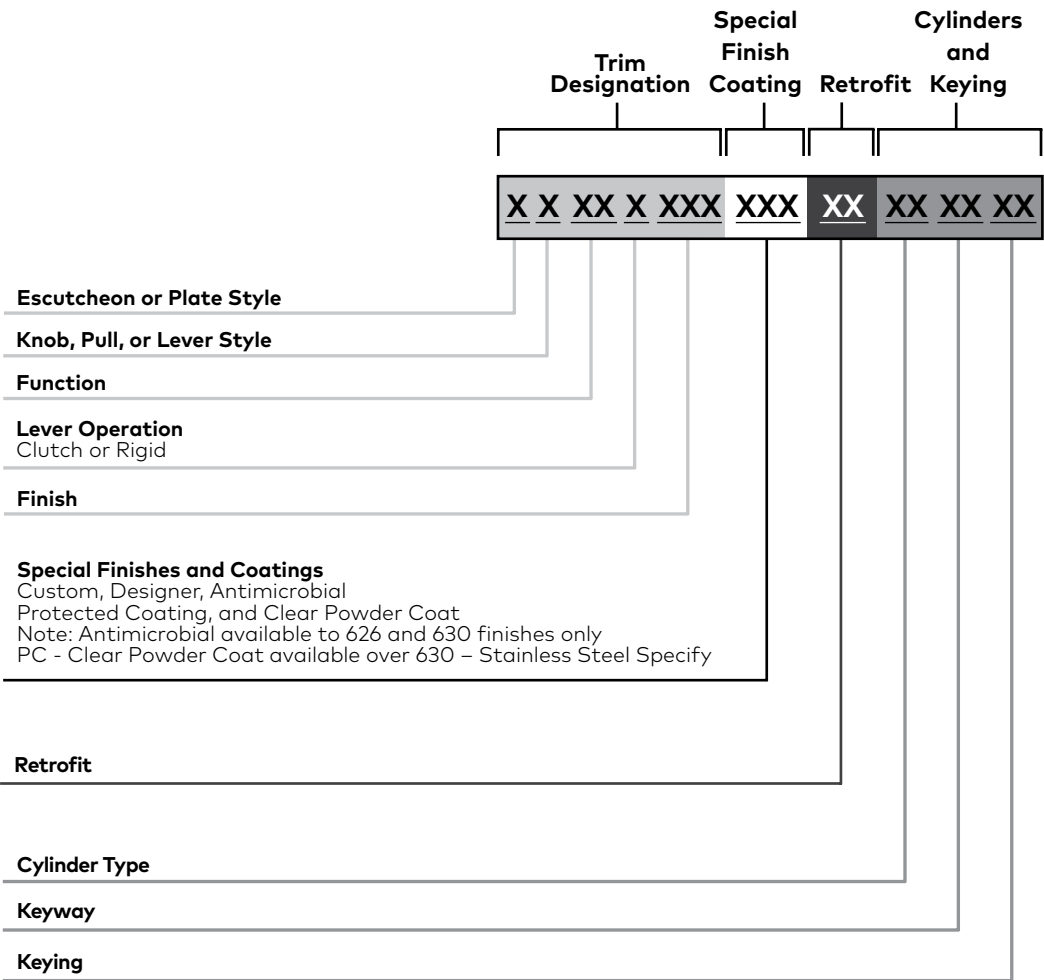 Special
Finish
Coating
Cylinders
and
Keying
Trim
Designation
Retrofit
X X XX X XXX XXX XX XX XX XX
Escutcheon or Plate Style
Knob, Pull, or Lever Style
Function
Lever Operation
Clutch or Rigid
Finish
Special Finishes and Coatings
Custom, Designer, Antimicrobial
Protected Coating, and Clear Powder Coat
Note: Antimicrobial available to 626 and 630 finishes only
PC - Clear Powder Coat available over 630 – Stainless Steel Specify
Retrofit
Cylinder Type
Keyway
Keying